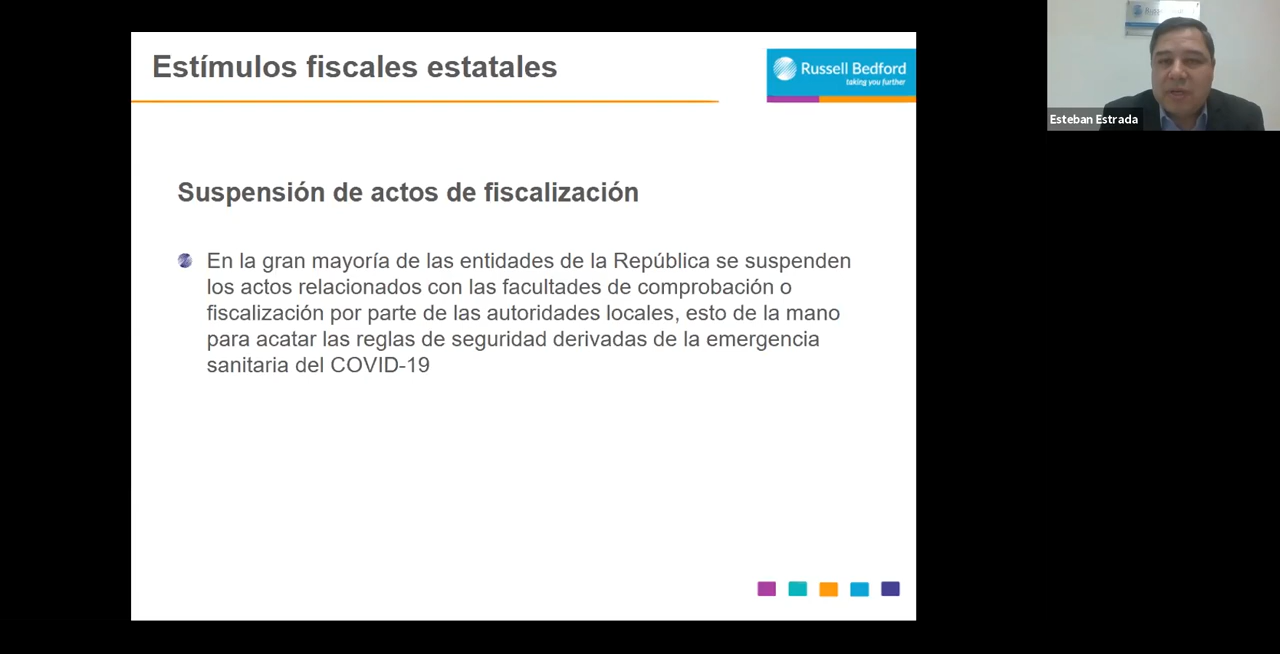 Estímulos fiscales estatales
Russell Bedford
taking you further
Esteban Estrada
Suspensión de actos de fiscalización
En la gran mayoría de las entidades de la República se suspenden
los actos relacionados con las facultades de comprobación o
fiscalización por parte de las autoridades locales, esto de la mano
para acatar las reglas de seguridad derivadas de la emergencia
sanitaria del COVID-19